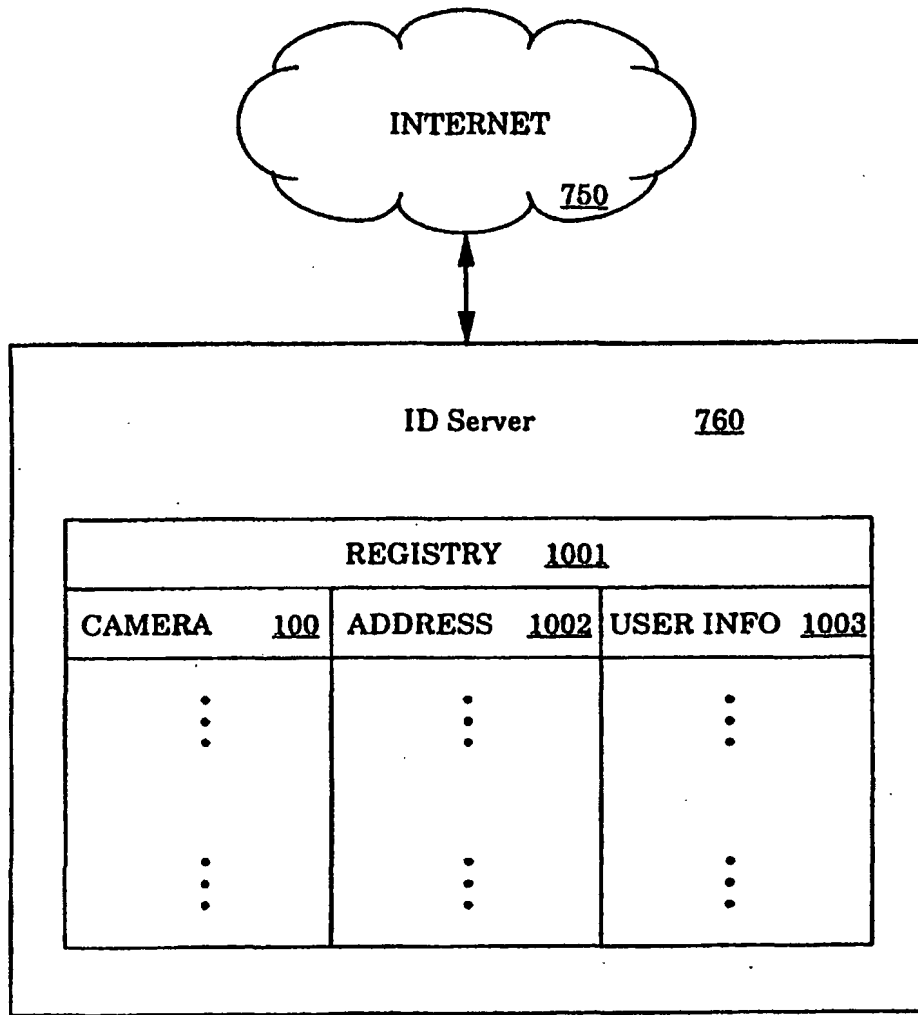 INTERNET
750
ID Server 760
REGISTRY 1001
CAMERA 100 ADDRESS 1002 USER INFO 1003